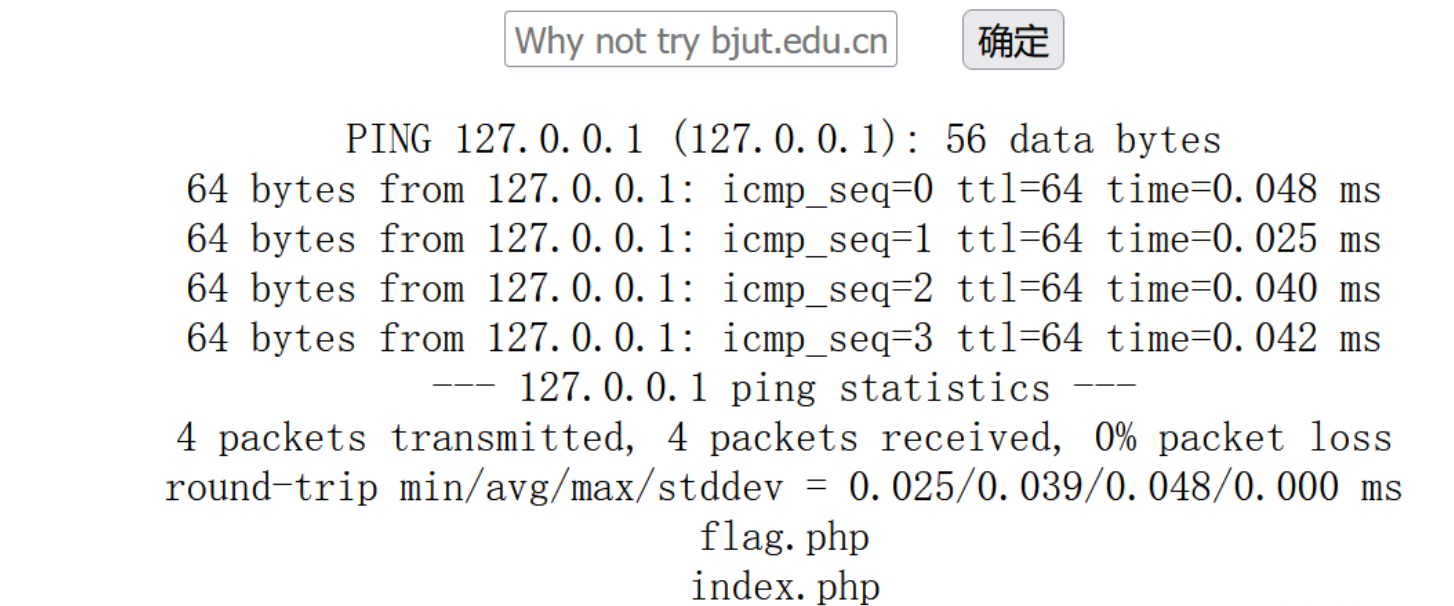 Why not try bjut.edu.cn 确定
PING 127.0.0.1 (127.0.0.1): 56 data bytes
64 bytes from 127.0.0.1: icmp_seq=0 ttl=64 time=0.048 ms
64 bytes from 127.0.0.1: icmp_seq=1 ttl=64 time=0.025 ms
64 bytes from 127.0.0.1: icmp_seq=2 ttl=64 time=0.040 ms
64 bytes from 127.0.0.1: icmp_seq=3 ttl=64 time=0.042 ms
--- 127.0.0.1 ping statistics ---
4 packets transmitted, 4 packets received, 0% packet loss
round-trip min/avg/max/stddev = 0.025/0.039/0.048/0.000 ms
flag.php
index.php